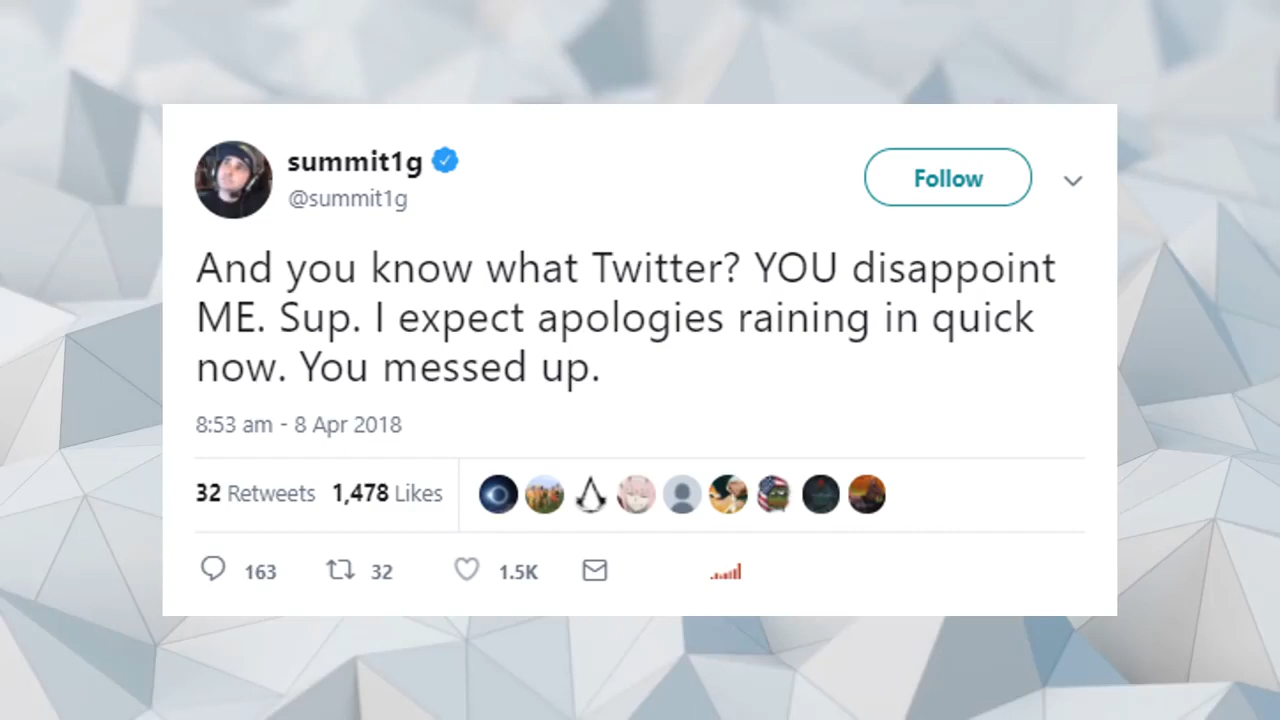 summit1g
@summit1g
Follow
And you know what Twitter? YOU disappoint
ME. Sup. I expect apologies raining in quick
now. You messed up.
8:53 am - 8 Apr 2018
32 Retweets 1,478 Likes
163 32 1.5K